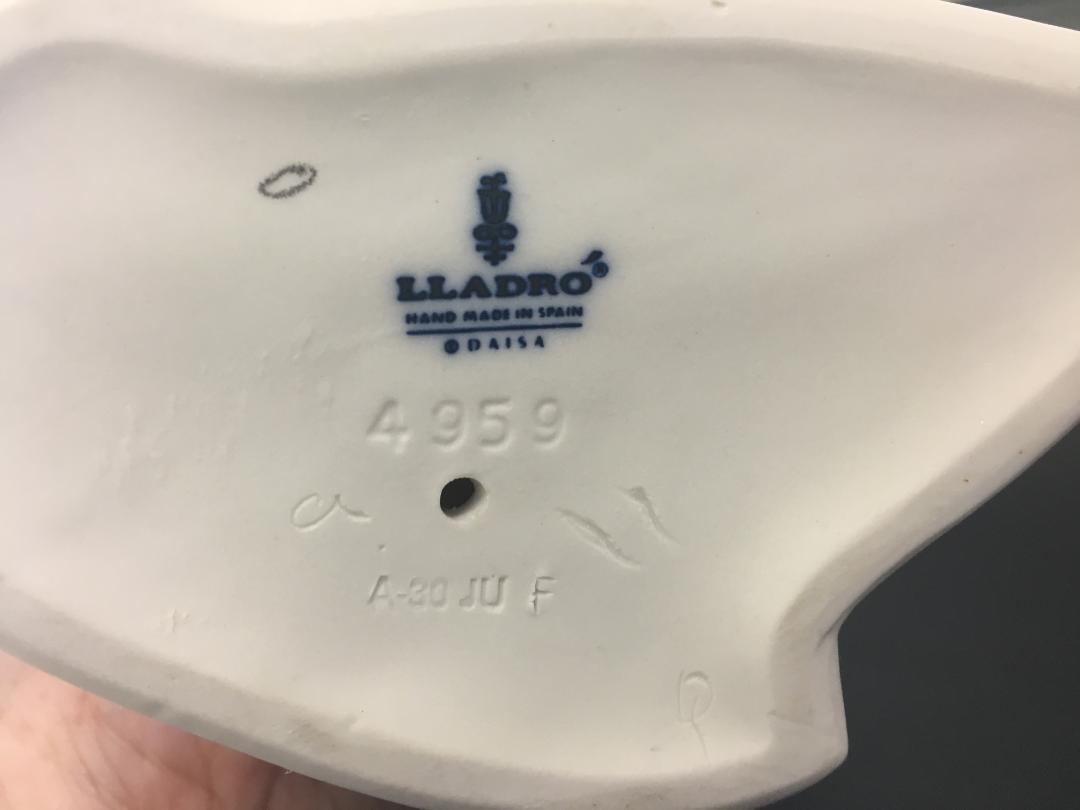 LLADRÓ®
HAND MADE IN SPAIN
© DAISA
4959
A-30 JU F